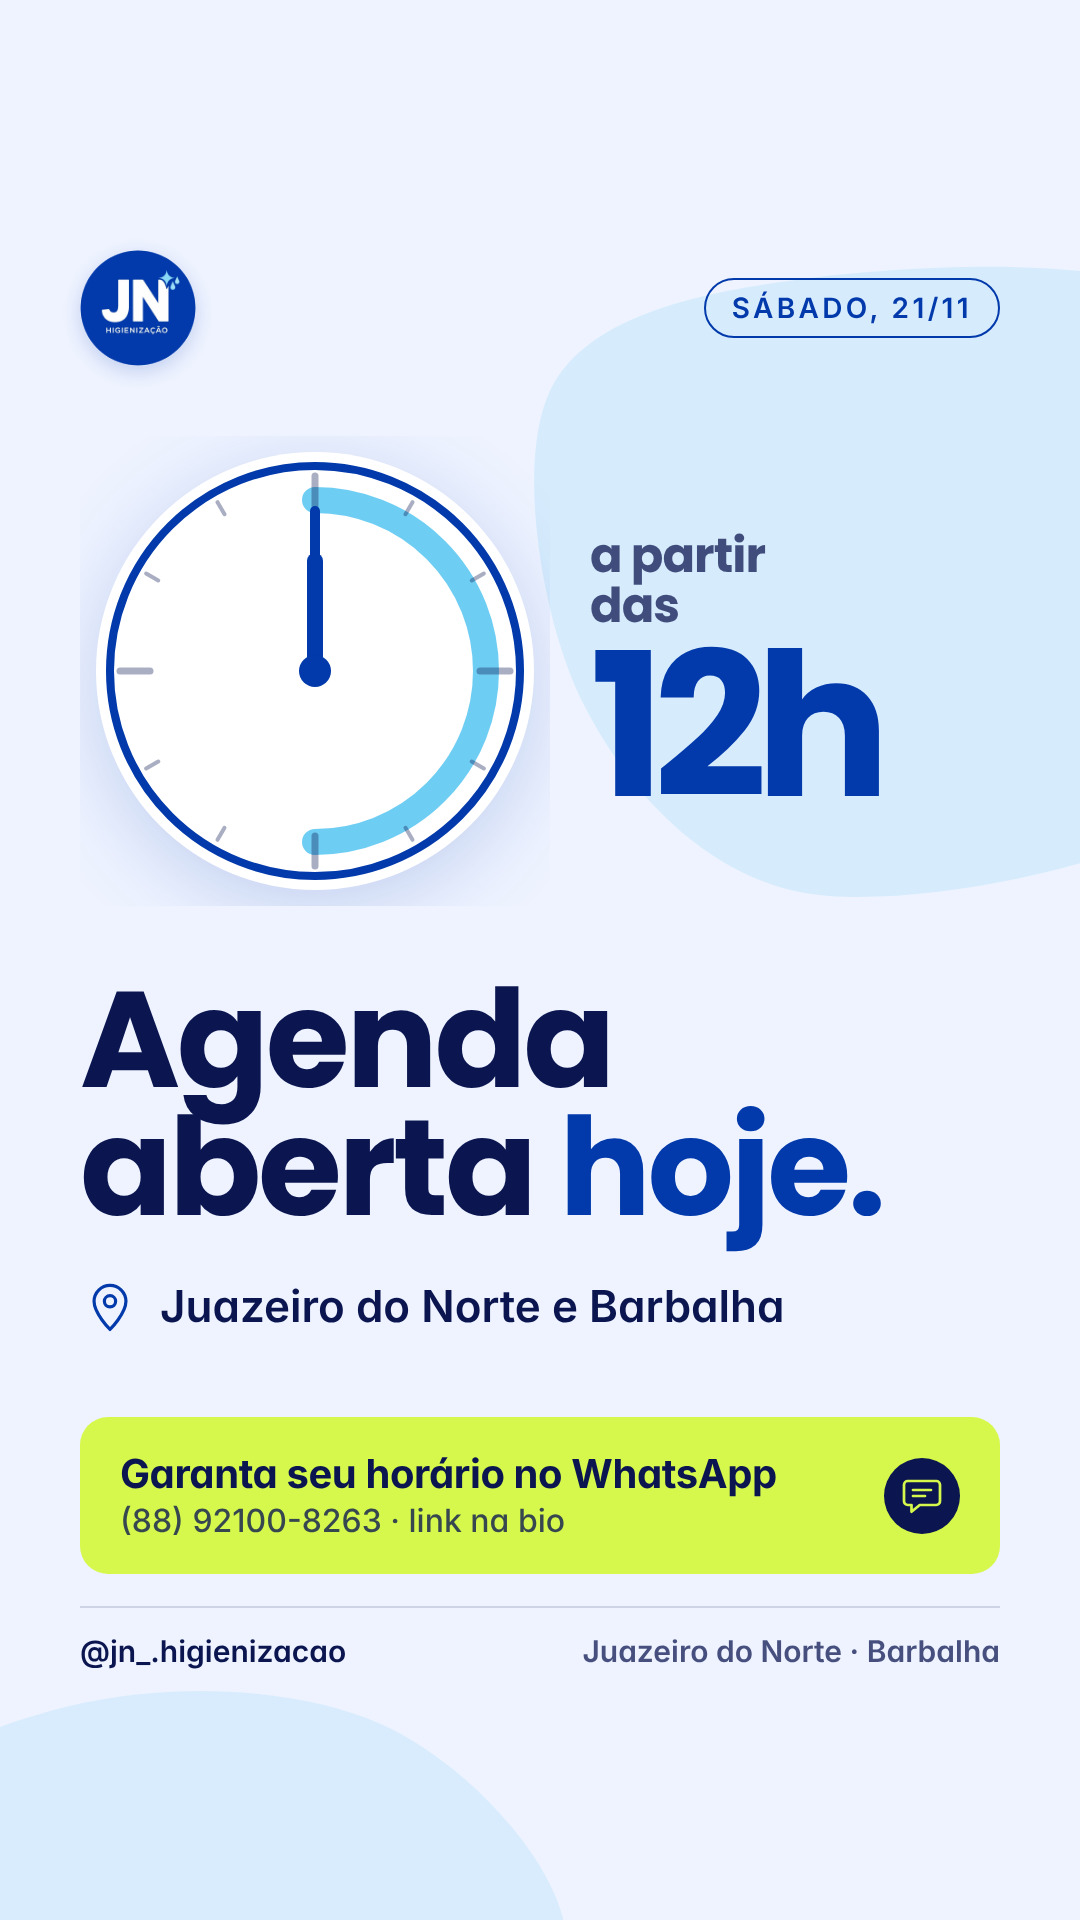 JN
HIGIENIZAÇÃO
SÁBADO, 21/11
a partir
das
12h
Agenda
aberta hoje.
Juazeiro do Norte e Barbalha
Garanta seu horário no WhatsApp
(88) 92100-8263 · link na bio
@jn_.higienizacao
Juazeiro do Norte · Barbalha